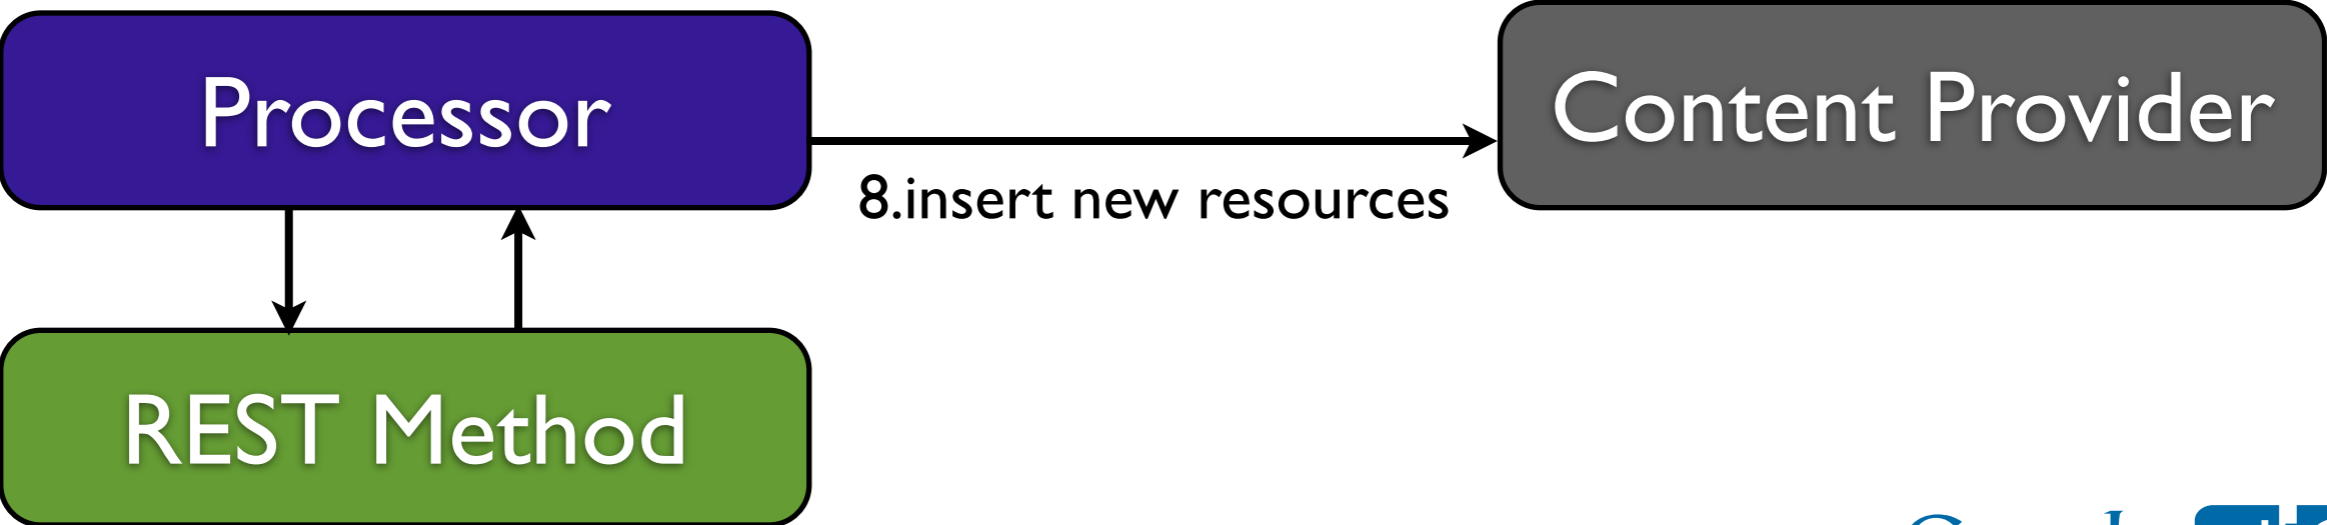 Processor
Content Provider
8.insert new resources
REST Method